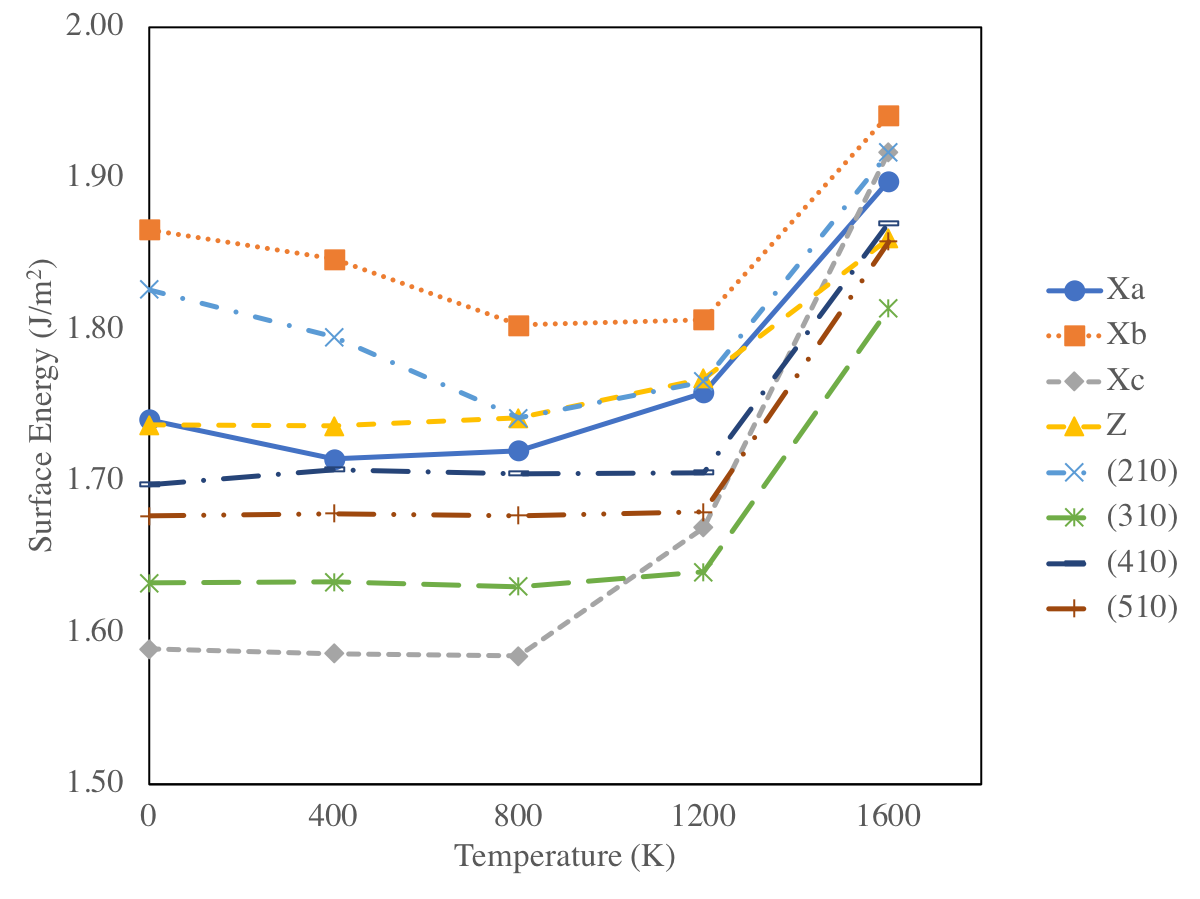 2.00
1.90
1.80
1.70
1.60
1.50
Surface Energy (J/m²)
0 400 800 1200 1600
Temperature (K)
Xa
Xb
Xc
Z
(210)
(310)
(410)
(510)